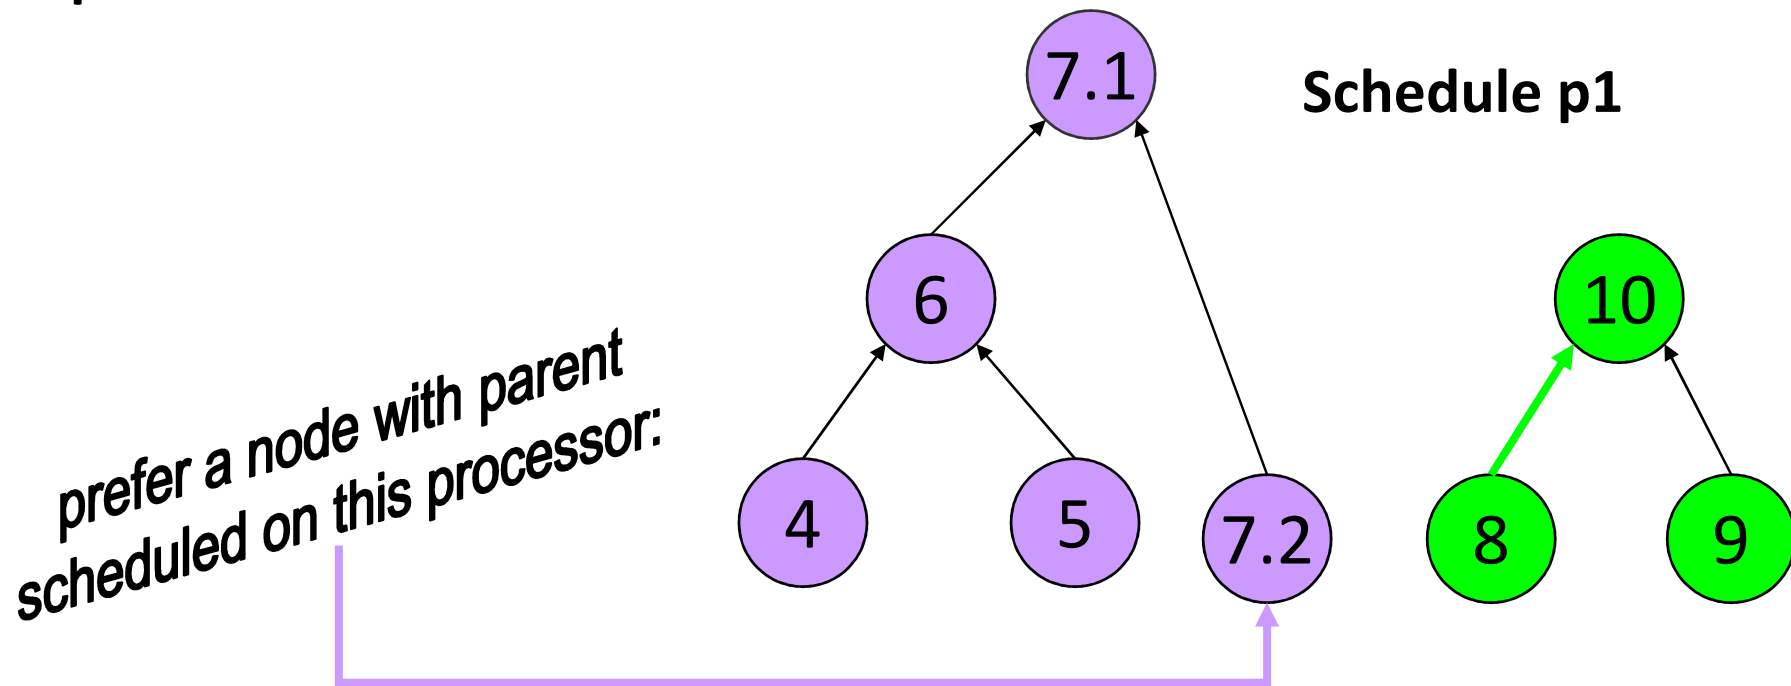 7.1
Schedule p1
6
10
prefer a node with parent
scheduled on this processor:
4
5
7.2
8
9